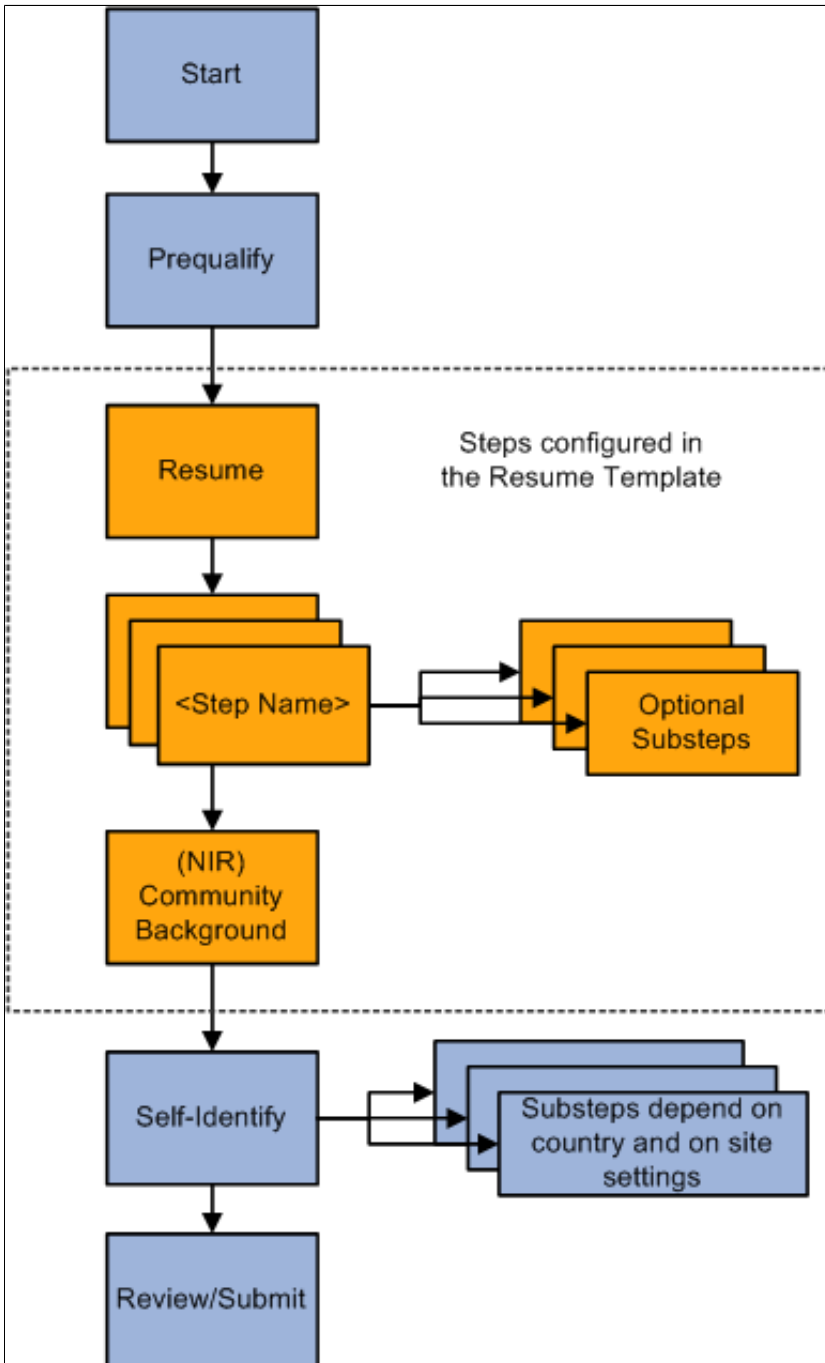 Start
Prequalify
Resume
Steps configured in
the Resume Template
<Step Name>
Optional
Substeps
(NIR)
Community
Background
Self-Identify
Substeps depend on
country and on site
settings
Review/Submit